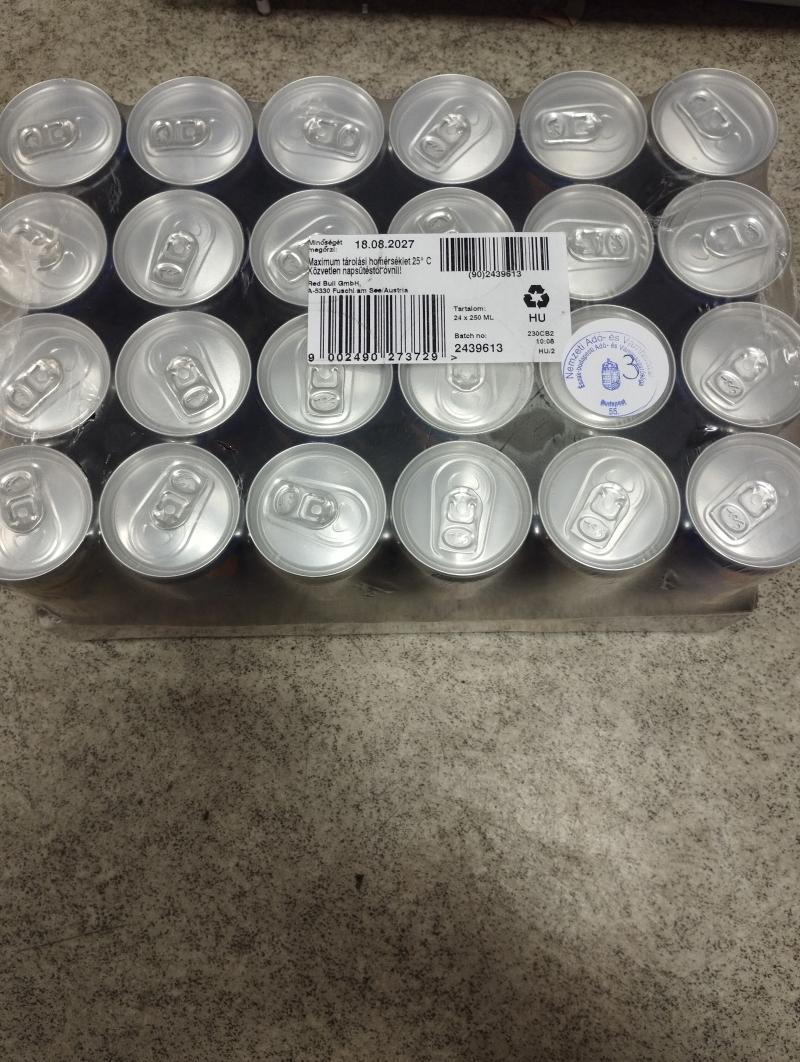 Minőségét
megőrzi:
18.08.2027
Maximum tárolási hőmérséklet 25° C
Közvetlen napsütéstől óvni!!
Red Bull GmbH,
A-5330 Fuschl am See/Austria
(90)2439613
Tartalom:
24 x 250 ML
HU
Batch no:
2439613
230CB2
10:08
HU/2
9 002490 273729
V
Nemzeti Adó- és
3
Budapest
55.